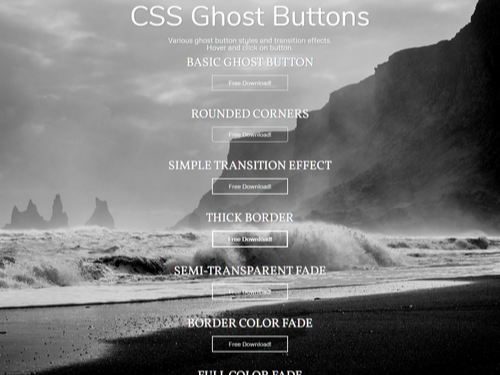 CSS Ghost Buttons
Various ghost button styles and transition effects.
Hover and click on button.
BASIC GHOST BUTTON
Free Download!
ROUNDED CORNERS
Free Download!
SIMPLE TRANSITION EFFECT
Free Download!
THICK BORDER
Free Download!
SEMI-TRANSPARENT FADE
Free Download!
BORDER COLOR FADE
Free Download!
FULL COLOR FADE